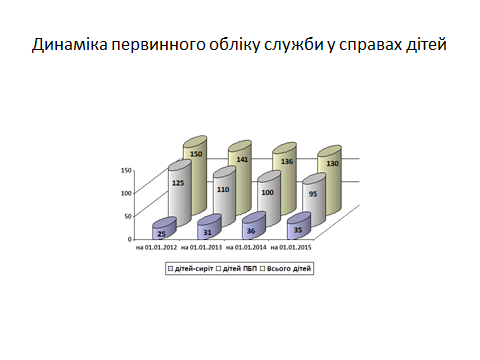 Динаміка первинного обліку служби у справах дітей
150 141 136 130
125 110 100 95
25 31 36 35
150
100
50
0
на 01.01.2012 на 01.01.2013 на 01.01.2014 на 01.01.2015
дітей-сиріт дітей ПБП Всього дітей